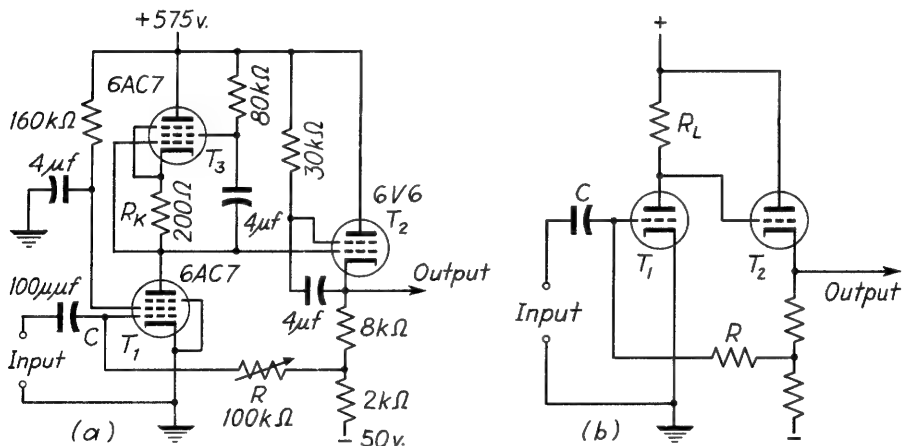 +575v.
6AC7
160kΩ
4μf
T3
80kΩ
30kΩ
RK
200Ω
4μf
6V6
T2
6AC7
Output
100μμf
C
T1
4μf
8kΩ
Input
R
100kΩ
2kΩ
(a)
– 50v.
+
RL
C
T1
T2
Output
Input
R
(b)
–